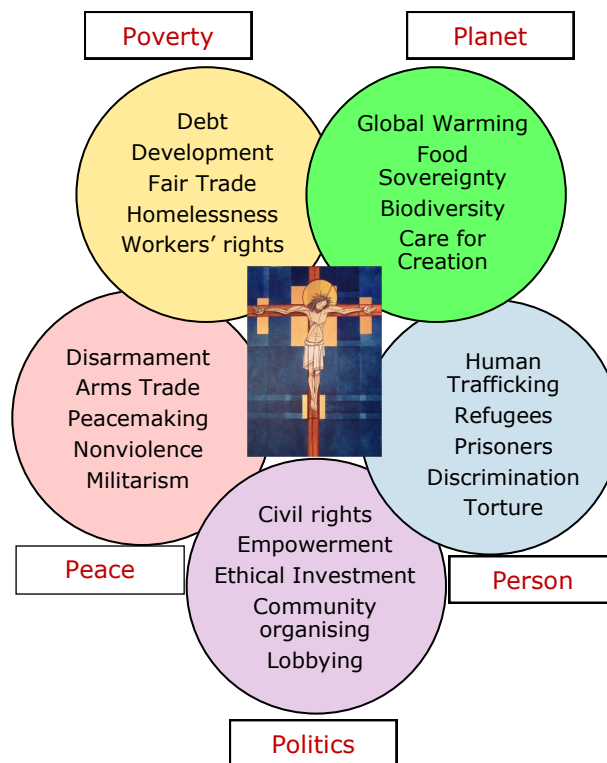 Poverty
Planet
Debt
Development
Fair Trade
Homelessness
Workers’ rights
Global Warming
Food
Sovereignty
Biodiversity
Care for
Creation
Disarmament
Arms Trade
Peacemaking
Nonviolence
Militarism
Human
Trafficking
Refugees
Prisoners
Discrimination
Torture
Civil rights
Empowerment
Ethical Investment
Community
organising
Lobbying
Peace
Person
Politics